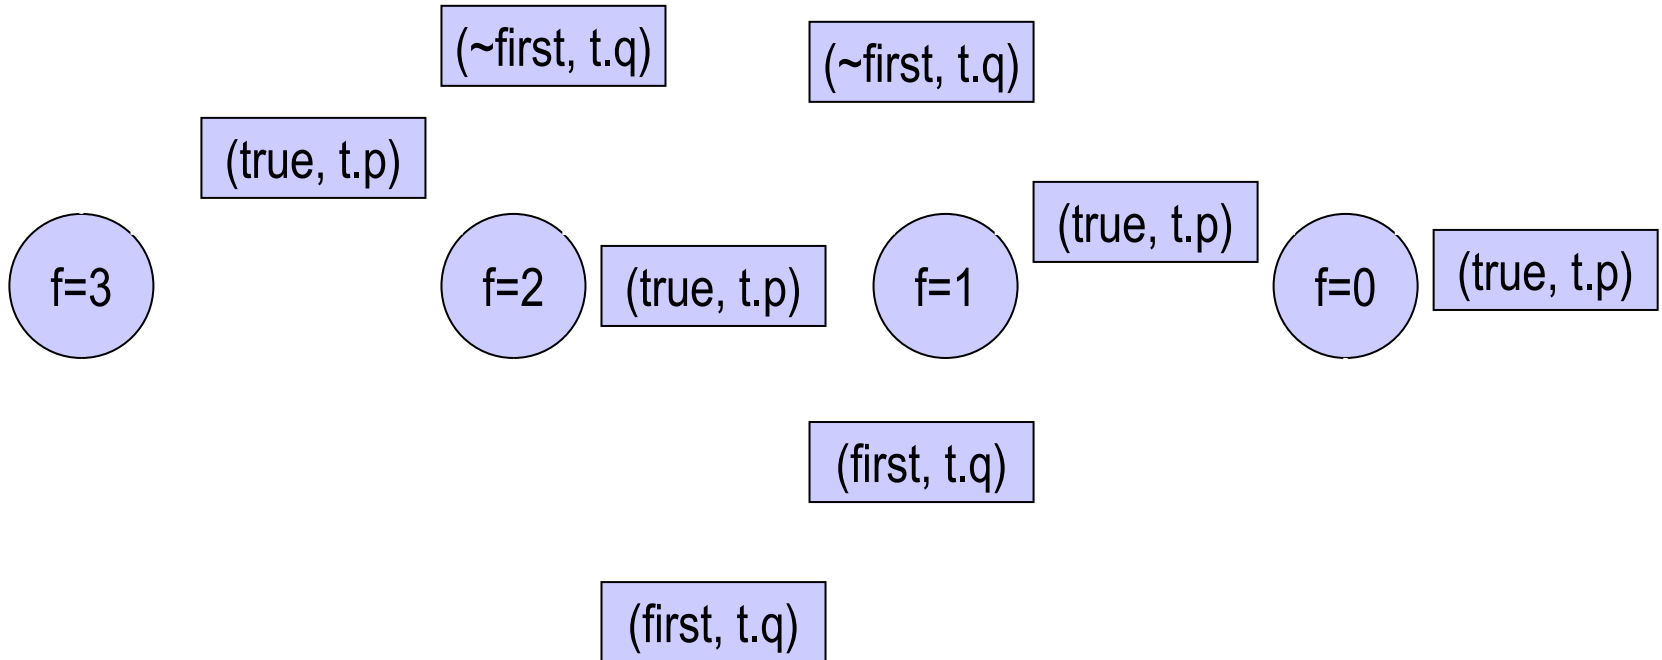 (~first, t.q)
(~first, t.q)
(true, t.p)
(true, t.p)
f=3
f=2
(true, t.p)
f=1
f=0
(true, t.p)
(first, t.q)
(first, t.q)